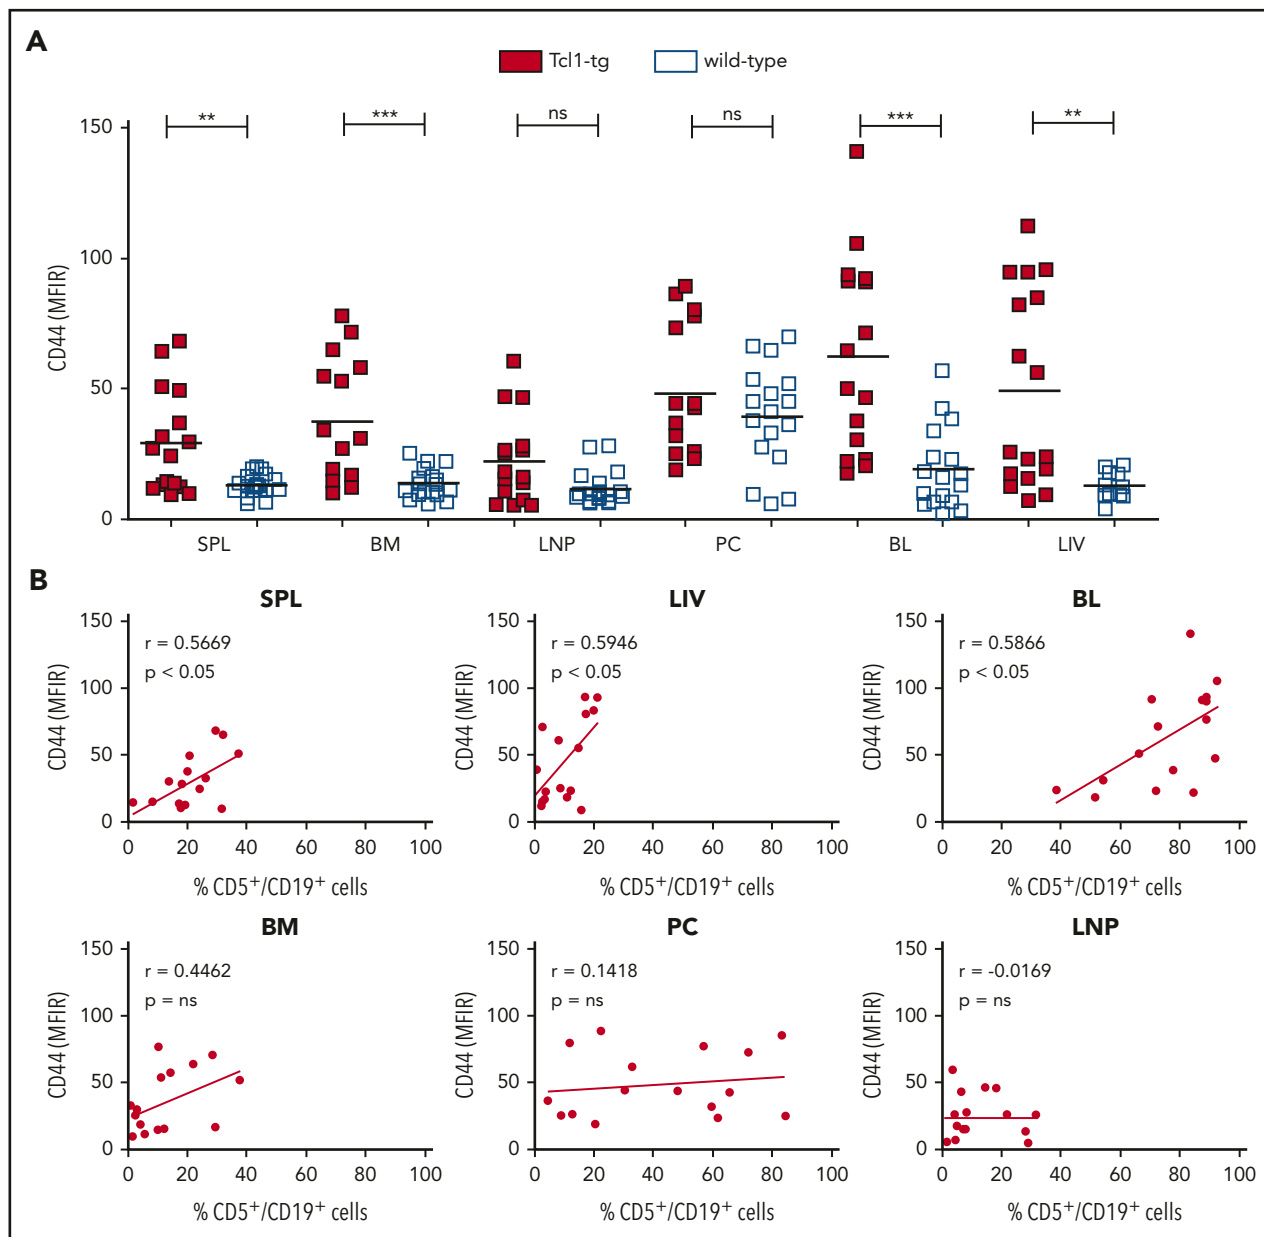 A
Tcl1-tg wild-type
** *** ns ns *** **
150
100
50
0
CD44 (MFIR)
SPL BM LNP PC BL LIV
B
SPL
150
100
50
0
CD44 (MFIR)
r = 0.5669
p < 0.05
0 20 40 60 80 100
% CD5+/CD19+ cells
LIV
150
100
50
0
CD44 (MFIR)
r = 0.5946
p < 0.05
0 20 40 60 80 100
% CD5+/CD19+ cells
BL
150
100
50
0
CD44 (MFIR)
r = 0.5866
p < 0.05
0 20 40 60 80 100
% CD5+/CD19+ cells
BM
150
100
50
0
CD44 (MFIR)
r = 0.4462
p = ns
0 20 40 60 80 100
% CD5+/CD19+ cells
PC
150
100
50
0
CD44 (MFIR)
r = 0.1418
p = ns
0 20 40 60 80 100
% CD5+/CD19+ cells
LNP
150
100
50
0
CD44 (MFIR)
r = -0.0169
p = ns
0 20 40 60 80 100
% CD5+/CD19+ cells